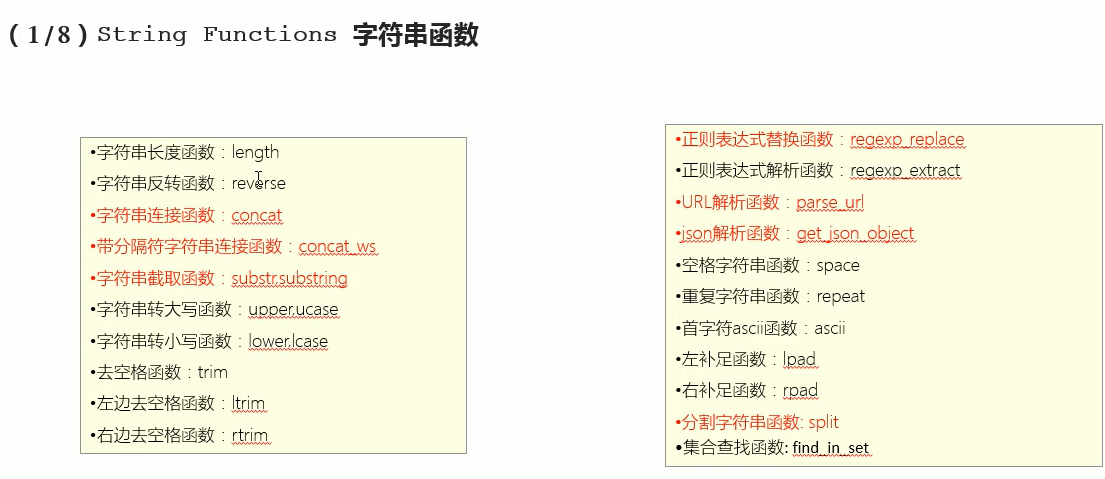 （1/8）String Functions 字符串函数
•字符串长度函数：length
•字符串反转函数：reverse
•字符串连接函数：concat
•带分隔符字符串连接函数：concat_ws
•字符串截取函数：substr,substring
•字符串转大写函数：upper,ucase
•字符串转小写函数：lower,lcase
•去空格函数：trim
•左边去空格函数：ltrim
•右边去空格函数：rtrim
•正则表达式替换函数：regexp_replace
•正则表达式解析函数：regexp_extract
•URL解析函数：parse_url
•json解析函数：get_json_object
•空格字符串函数：space
•重复字符串函数：repeat
•首字符ascii函数：ascii
•左补足函数：lpad
•右补足函数：rpad
•分割字符串函数: split
•集合查找函数: find_in_set